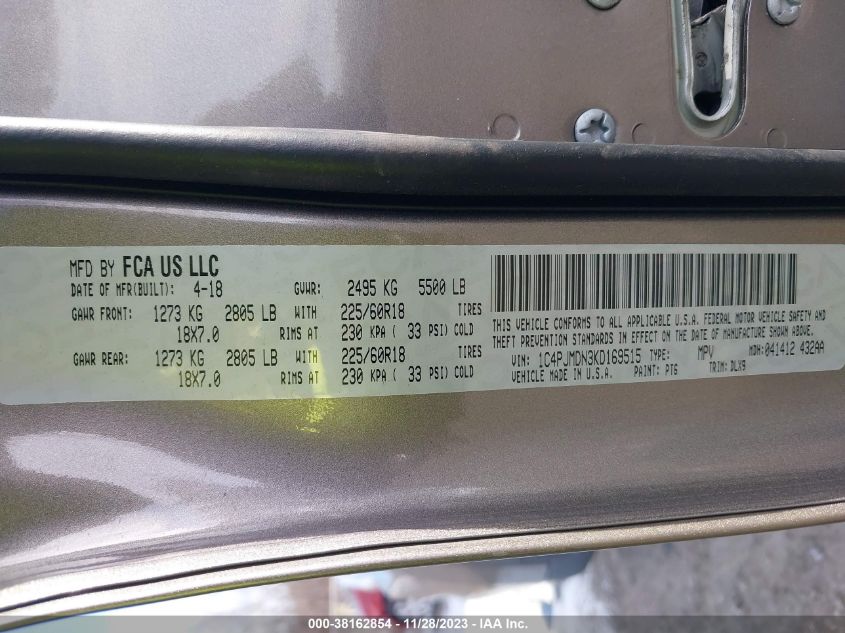 MFD BY FCA US LLC
DATE OF MFR(BUILT): 4-18 GVWR: 2495 KG 5500 LB
GAWR FRONT: 1273 KG 2805 LB WITH 225/60R18 TIRES
18X7.0 RIMS AT 230 KPA ( 33 PSI) COLD
GAWR REAR: 1273 KG 2805 LB WITH 225/60R18 TIRES
18X7.0 RIMS AT 230 KPA ( 33 PSI) COLD
THIS VEHICLE CONFORMS TO ALL APPLICABLE U.S.A. FEDERAL MOTOR VEHICLE SAFETY AND
THEFT PREVENTION STANDARDS IN EFFECT ON THE DATE OF MANUFACTURE SHOWN ABOVE.
VIN: 1C4PJMDN3KD169515 TYPE: MPV MDH: 041412 432AA
VEHICLE MADE IN U.S.A. PAINT: PTG TRIM: DLX9
000-38162854 - 11/28/2023 - IAA Inc.